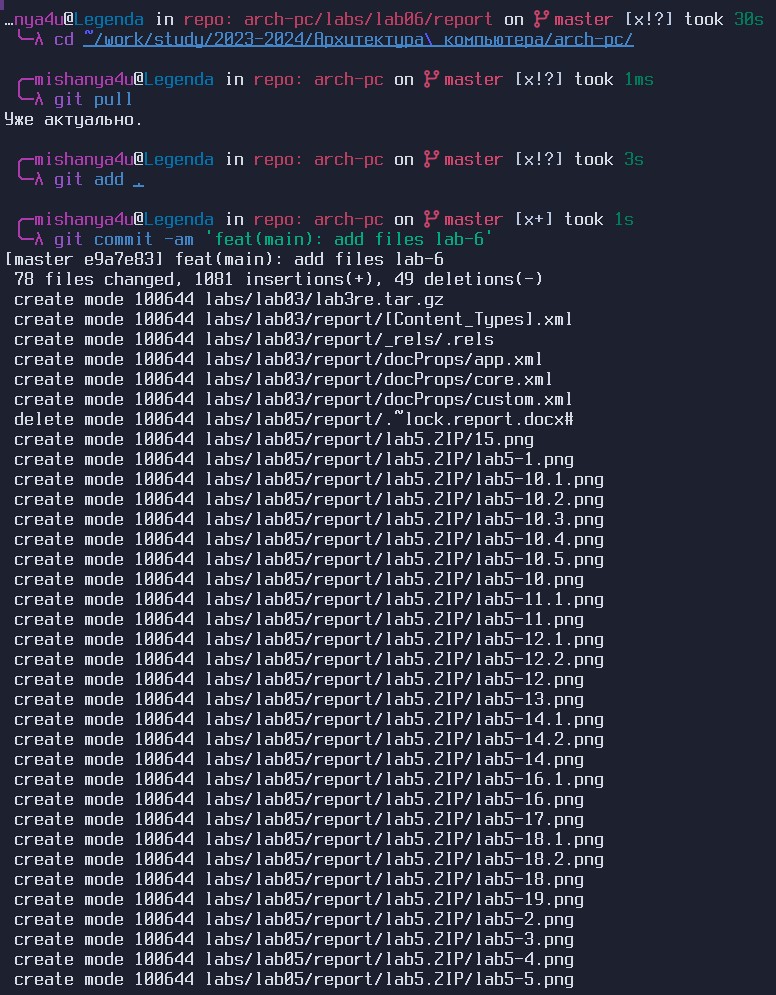 …nya4u@Legenda in repo: arch-pc/labs/lab06/report on master [x!?] took 30s
λ cd ~/work/study/2023-2024/Архитектура\ компьютера/arch-pc/
mishanya4u@Legenda in repo: arch-pc on master [x!?] took 1ms
λ git pull
Уже актуально.
mishanya4u@Legenda in repo: arch-pc on master [x!?] took 3s
λ git add .
mishanya4u@Legenda in repo: arch-pc on master [x+] took 1s
λ git commit -am 'feat(main): add files lab-6'
[master e9a7e83] feat(main): add files lab-6
78 files changed, 1081 insertions(+), 49 deletions(-)
create mode 100644 labs/lab03/lab3re.tar.gz
create mode 100644 labs/lab03/report/[Content_Types].xml
create mode 100644 labs/lab03/report/_rels/.rels
create mode 100644 labs/lab03/report/docProps/app.xml
create mode 100644 labs/lab03/report/docProps/core.xml
create mode 100644 labs/lab03/report/docProps/custom.xml
delete mode 100644 labs/lab05/report/.~lock.report.docx#
create mode 100644 labs/lab05/report/lab5.ZIP/15.png
create mode 100644 labs/lab05/report/lab5.ZIP/lab5-1.png
create mode 100644 labs/lab05/report/lab5.ZIP/lab5-10.1.png
create mode 100644 labs/lab05/report/lab5.ZIP/lab5-10.2.png
create mode 100644 labs/lab05/report/lab5.ZIP/lab5-10.3.png
create mode 100644 labs/lab05/report/lab5.ZIP/lab5-10.4.png
create mode 100644 labs/lab05/report/lab5.ZIP/lab5-10.5.png
create mode 100644 labs/lab05/report/lab5.ZIP/lab5-10.png
create mode 100644 labs/lab05/report/lab5.ZIP/lab5-11.1.png
create mode 100644 labs/lab05/report/lab5.ZIP/lab5-11.png
create mode 100644 labs/lab05/report/lab5.ZIP/lab5-12.1.png
create mode 100644 labs/lab05/report/lab5.ZIP/lab5-12.2.png
create mode 100644 labs/lab05/report/lab5.ZIP/lab5-12.png
create mode 100644 labs/lab05/report/lab5.ZIP/lab5-13.png
create mode 100644 labs/lab05/report/lab5.ZIP/lab5-14.1.png
create mode 100644 labs/lab05/report/lab5.ZIP/lab5-14.2.png
create mode 100644 labs/lab05/report/lab5.ZIP/lab5-14.png
create mode 100644 labs/lab05/report/lab5.ZIP/lab5-16.1.png
create mode 100644 labs/lab05/report/lab5.ZIP/lab5-16.png
create mode 100644 labs/lab05/report/lab5.ZIP/lab5-17.png
create mode 100644 labs/lab05/report/lab5.ZIP/lab5-18.1.png
create mode 100644 labs/lab05/report/lab5.ZIP/lab5-18.2.png
create mode 100644 labs/lab05/report/lab5.ZIP/lab5-18.png
create mode 100644 labs/lab05/report/lab5.ZIP/lab5-19.png
create mode 100644 labs/lab05/report/lab5.ZIP/lab5-2.png
create mode 100644 labs/lab05/report/lab5.ZIP/lab5-3.png
create mode 100644 labs/lab05/report/lab5.ZIP/lab5-4.png
create mode 100644 labs/lab05/report/lab5.ZIP/lab5-5.png